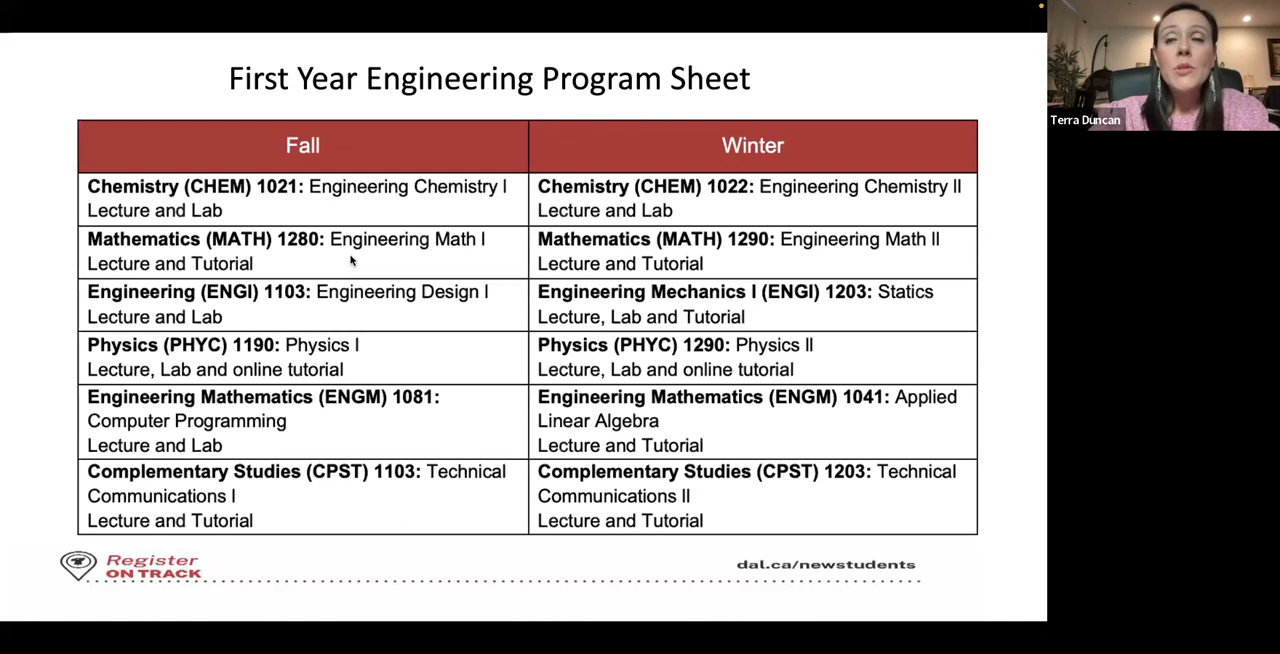 First Year Engineering Program Sheet
Fall
Winter
Chemistry (CHEM) 1021: Engineering Chemistry I
Lecture and Lab
Chemistry (CHEM) 1022: Engineering Chemistry II
Lecture and Lab
Mathematics (MATH) 1280: Engineering Math I
Lecture and Tutorial
Mathematics (MATH) 1290: Engineering Math II
Lecture and Tutorial
Engineering (ENGI) 1103: Engineering Design I
Lecture and Lab
Engineering Mechanics I (ENGI) 1203: Statics
Lecture, Lab and Tutorial
Physics (PHYC) 1190: Physics I
Lecture, Lab and online tutorial
Physics (PHYC) 1290: Physics II
Lecture, Lab and online tutorial
Engineering Mathematics (ENGM) 1081:
Computer Programming
Lecture and Lab
Engineering Mathematics (ENGM) 1041: Applied
Linear Algebra
Lecture and Tutorial
Complementary Studies (CPST) 1103: Technical
Communications I
Lecture and Tutorial
Complementary Studies (CPST) 1203: Technical
Communications II
Lecture and Tutorial
Register
ON TRACK
dal.ca/newstudents
Terra Duncan